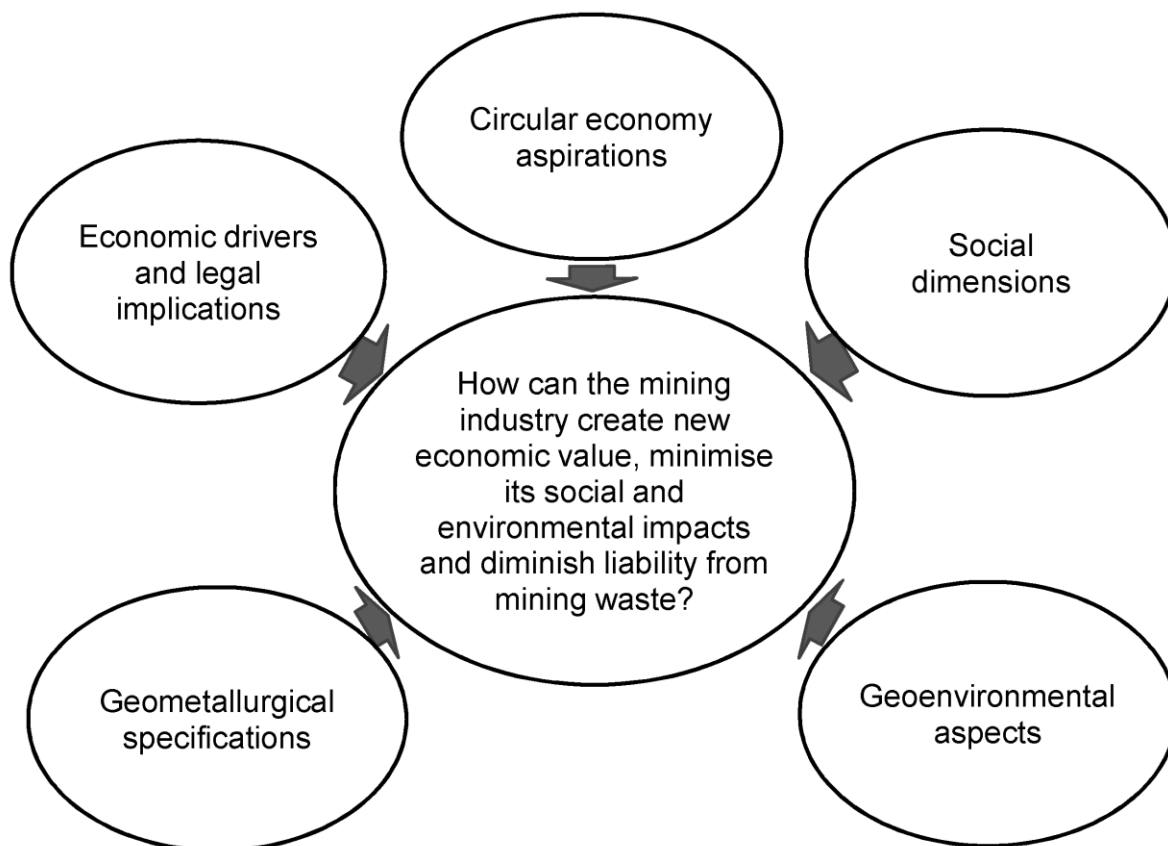 Circular economy
aspirations
Economic drivers
and legal
implications
Social
dimensions
How can the mining
industry create new
economic value, minimise
its social and
environmental impacts
and diminish liability from
mining waste?
Geometallurgical
specifications
Geoenvironmental
aspects